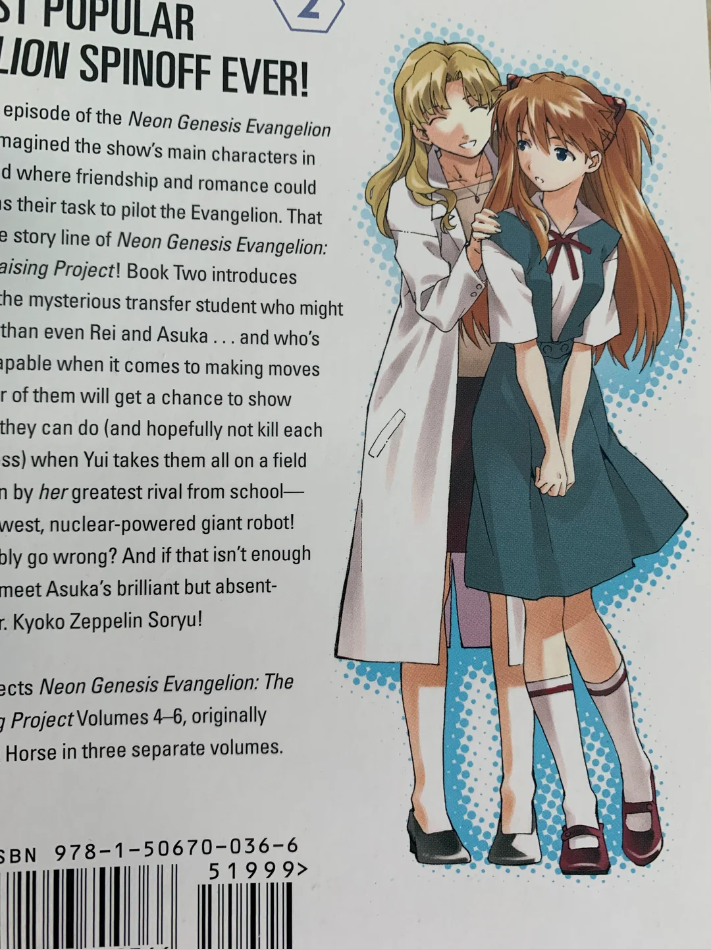 ST POPULAR
2
LION SPINOFF EVER!
episode of the Neon Genesis Evangelion
magined the show's main characters in
d where friendship and romance could
as their task to pilot the Evangelion. That
e story line of Neon Genesis Evangelion:
aising Project! Book Two introduces
the mysterious transfer student who might
than even Rei and Asuka . . . and who's
apable when it comes to making moves
r of them will get a chance to show
they can do (and hopefully not kill each
ss) when Yui takes them all on a field
n by her greatest rival from school—
west, nuclear-powered giant robot!
bly go wrong? And if that isn't enough
meet Asuka's brilliant but absent-
r. Kyoko Zeppelin Soryu!
ects Neon Genesis Evangelion: The
g Project Volumes 4–6, originally
Horse in three separate volumes.
SBN 978-1-50670-036-6
51999>